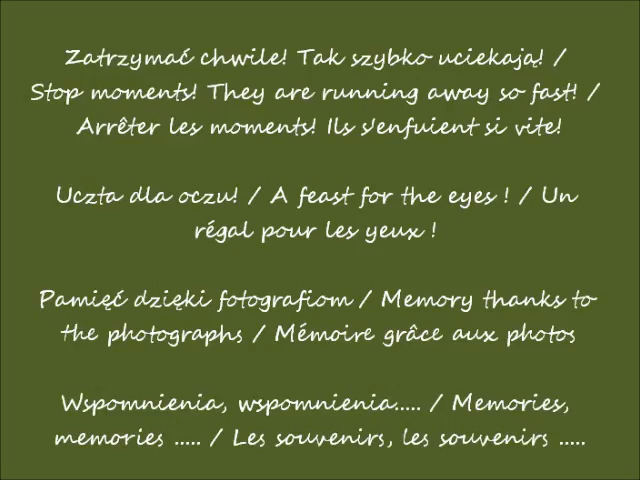 Zatrzymać chwile! Tak szybko uciekają! /
Stop moments! They are running away so fast! /
Arrêter les moments! Ils s'enfuient si vite!
Uczta dla oczu! / A feast for the eyes ! / Un
régal pour les yeux !
Pamięć dzięki fotografiom / Memory thanks to
the photographs / Mémoire grâce aux photos
Wspomnienia, wspomnienia..... / Memories,
memories ..... / Les souvenirs, les souvenirs .....